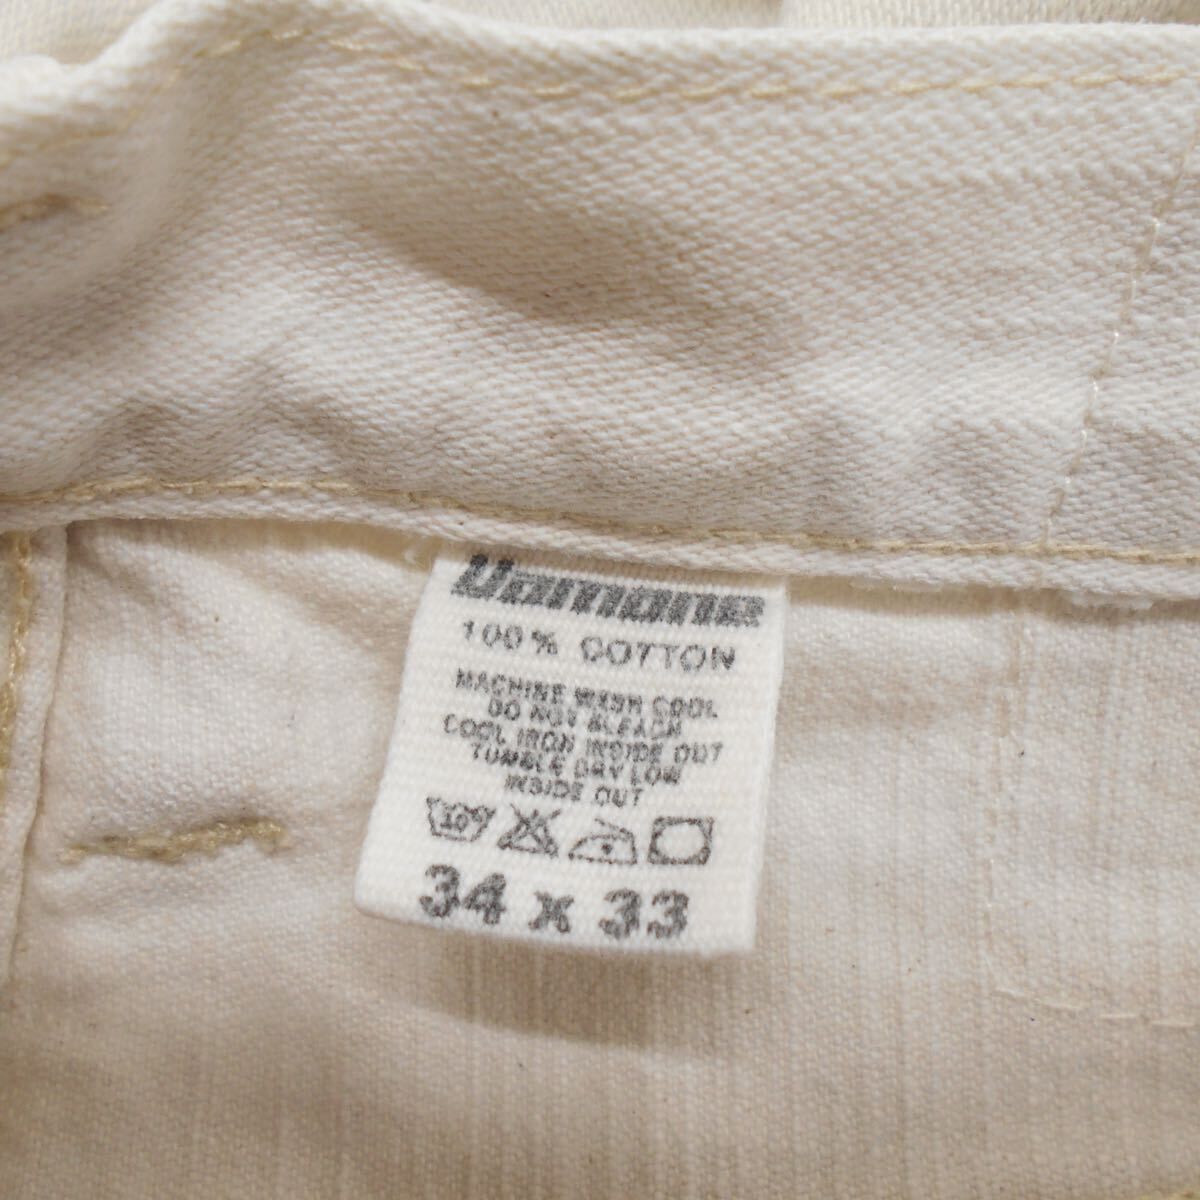 Uamone
100% COTTON
MACHINE WASH COOL
DO NOT BLEACH
COOL IRON INSIDE OUT
TUMBLE DRY LOW
INSIDE OUT
34 x 33